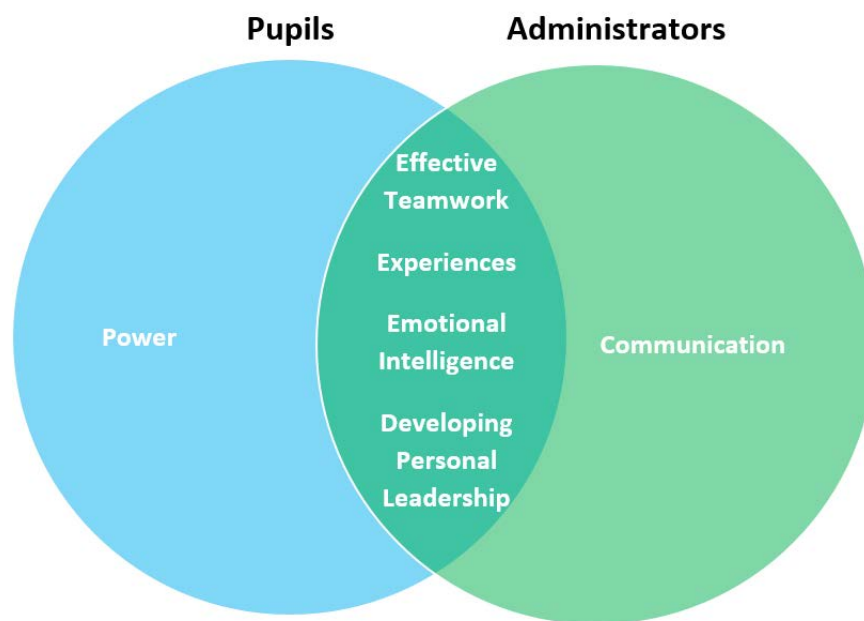 Pupils
Administrators
Effective
Teamwork
Experiences
Emotional
Intelligence
Developing
Personal
Leadership
Power
Communication